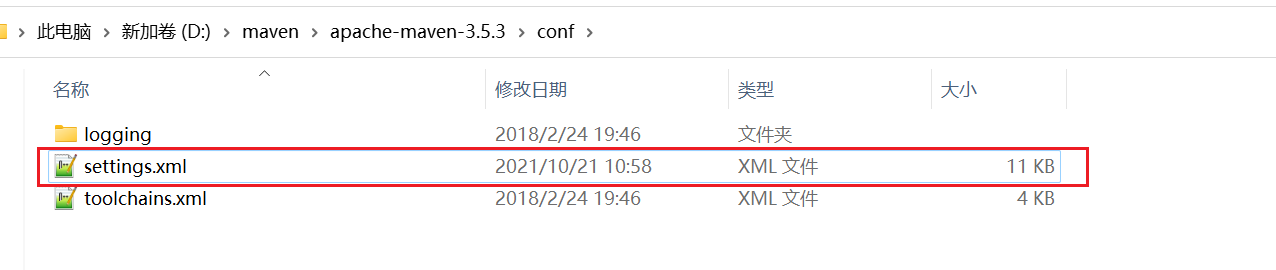 此电脑 > 新加卷 (D:) > maven > apache-maven-3.5.3 > conf >
名称 修改日期 类型 大小
logging 2018/2/24 19:46 文件夹
settings.xml 2021/10/21 10:58 XML 文件 11 KB
toolchains.xml 2018/2/24 19:46 XML 文件 4 KB